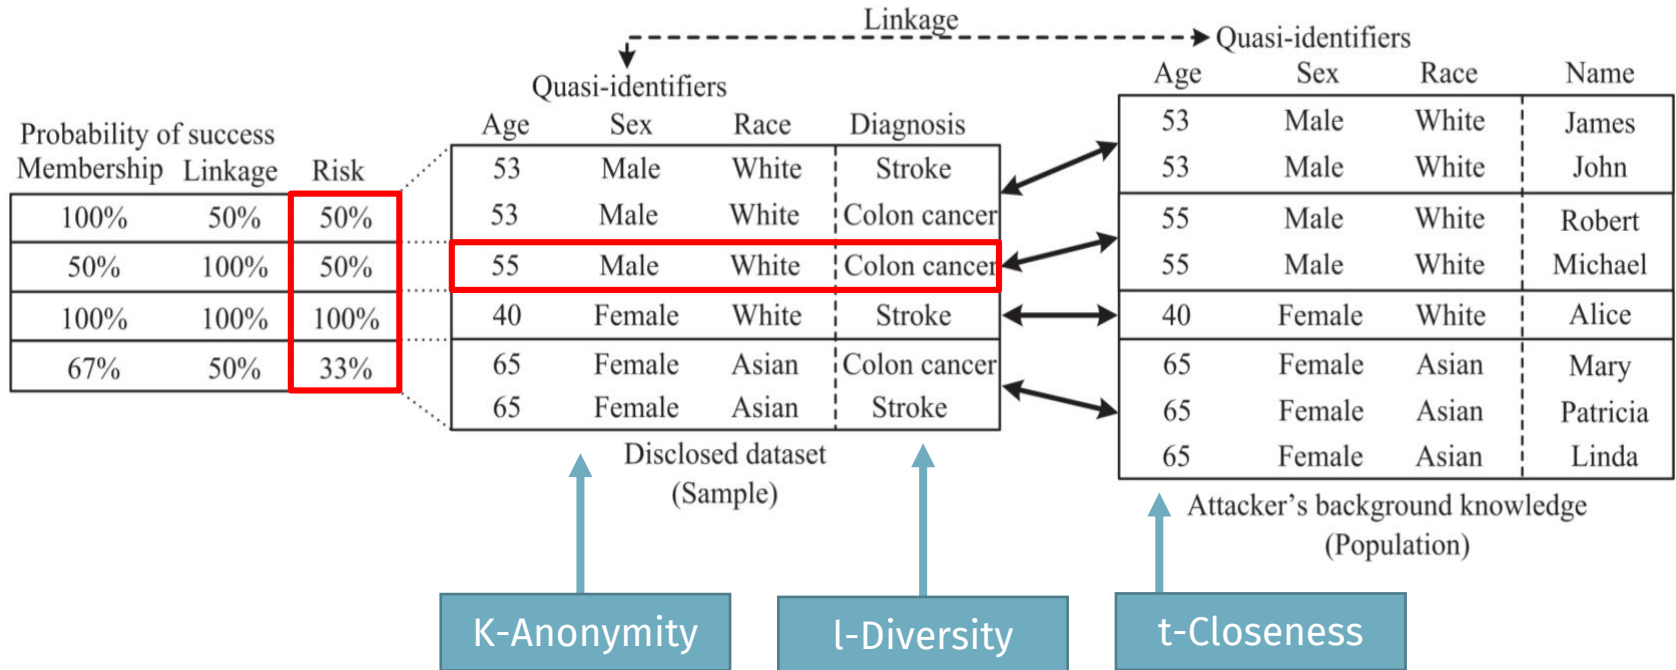 Linkage
Quasi-identifiers
Quasi-identifiers
Age Sex Race Name
Probability of success
Membership Linkage Risk
Age Sex Race Diagnosis
100% 50% 50%
50% 100% 50%
100% 100% 100%
67% 50% 33%
53 Male White Stroke
53 Male White Colon cancer
55 Male White Colon cancer
40 Female White Stroke
65 Female Asian Colon cancer
65 Female Asian Stroke
Disclosed dataset
(Sample)
53 Male White James
53 Male White John
55 Male White Robert
55 Male White Michael
40 Female White Alice
65 Female Asian Mary
65 Female Asian Patricia
65 Female Asian Linda
Attacker's background knowledge
(Population)
K-Anonymity
l-Diversity
t-Closeness